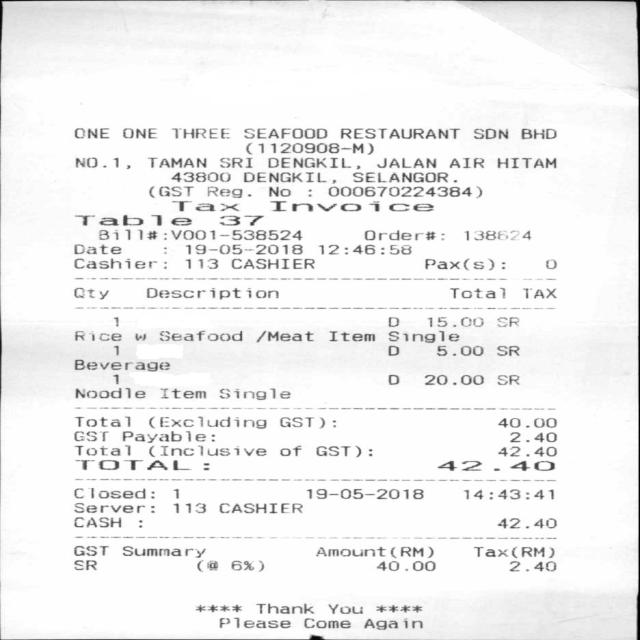 ONE ONE THREE SEAFOOD RESTAURANT SDN BHD
(1120908-M)
NO.1, TAMAN SRI DENGKIL, JALAN AIR HITAM
43800 DENGKIL, SELANGOR.
(GST Reg. No : 000670224384)
Tax Invoice
Table 37
Bill#:V001-538524 Order#: 138624
Date : 19-05-2018 12:46:58
Cashier: 113 CASHIER Pax(s): 0
Qty Description Total TAX
1 D 15.00 SR
Rice w Seafood /Meat Item Single
1 D 5.00 SR
Beverage
1 D 20.00 SR
Noodle Item Single
Total (Excluding GST): 40.00
GST Payable: 2.40
Total (Inclusive of GST): 42.40
TOTAL : 42.40
Closed: 1 19-05-2018 14:43:41
Server: 113 CASHIER
CASH : 42.40
GST Summary Amount(RM) Tax(RM)
SR (@ 6%) 40.00 2.40
**** Thank You ****
Please Come Again